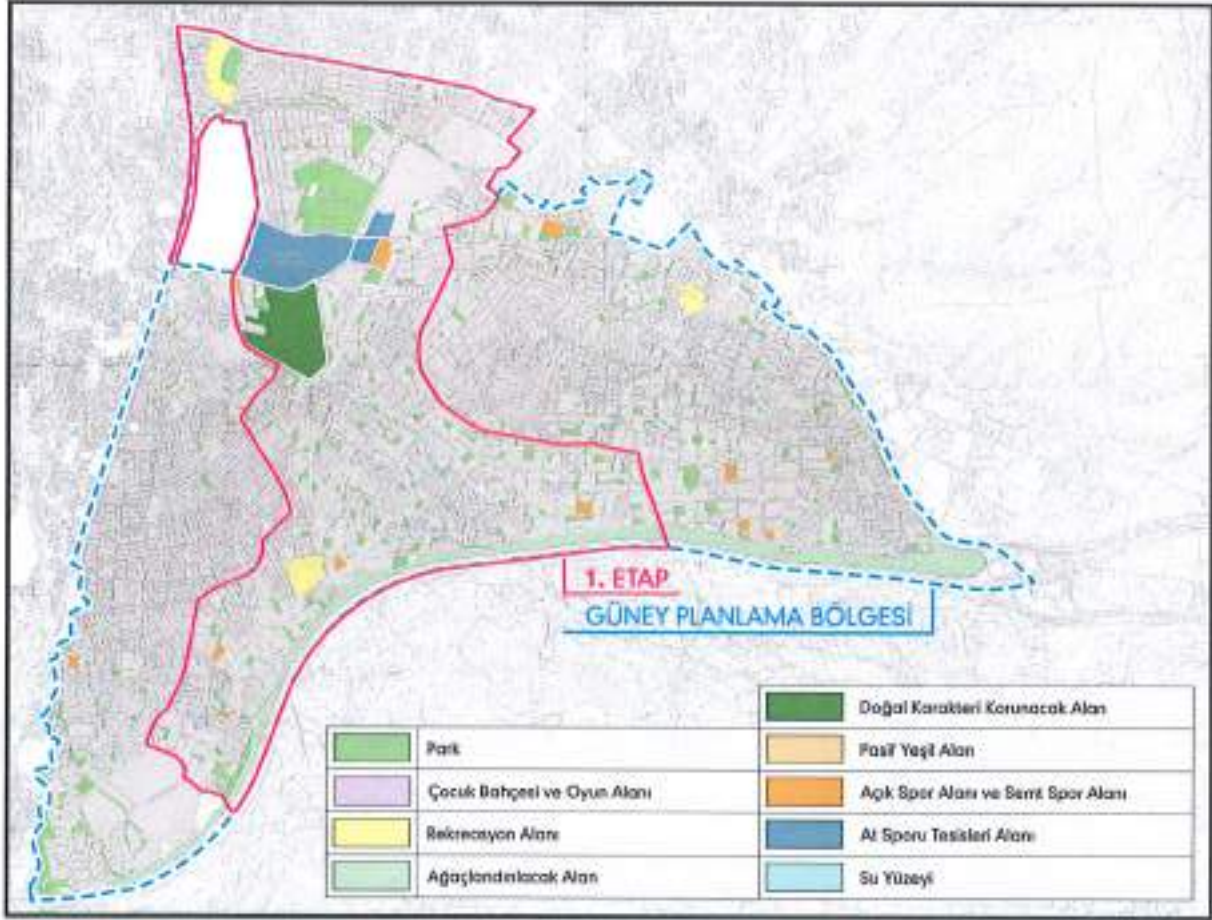 1. ETAP
GÜNEY PLANLAMA BÖLGESİ
Park
Çocuk Bahçesi ve Oyun Alanı
Rekreasyon Alanı
Ağaçlandırılacak Alan
Doğal Karakteri Korunacak Alan
Pasif Yeşil Alan
Açık Spor Alanı ve Semt Spor Alanı
At Sporu Tesisleri Alanı
Su Yüzeyi